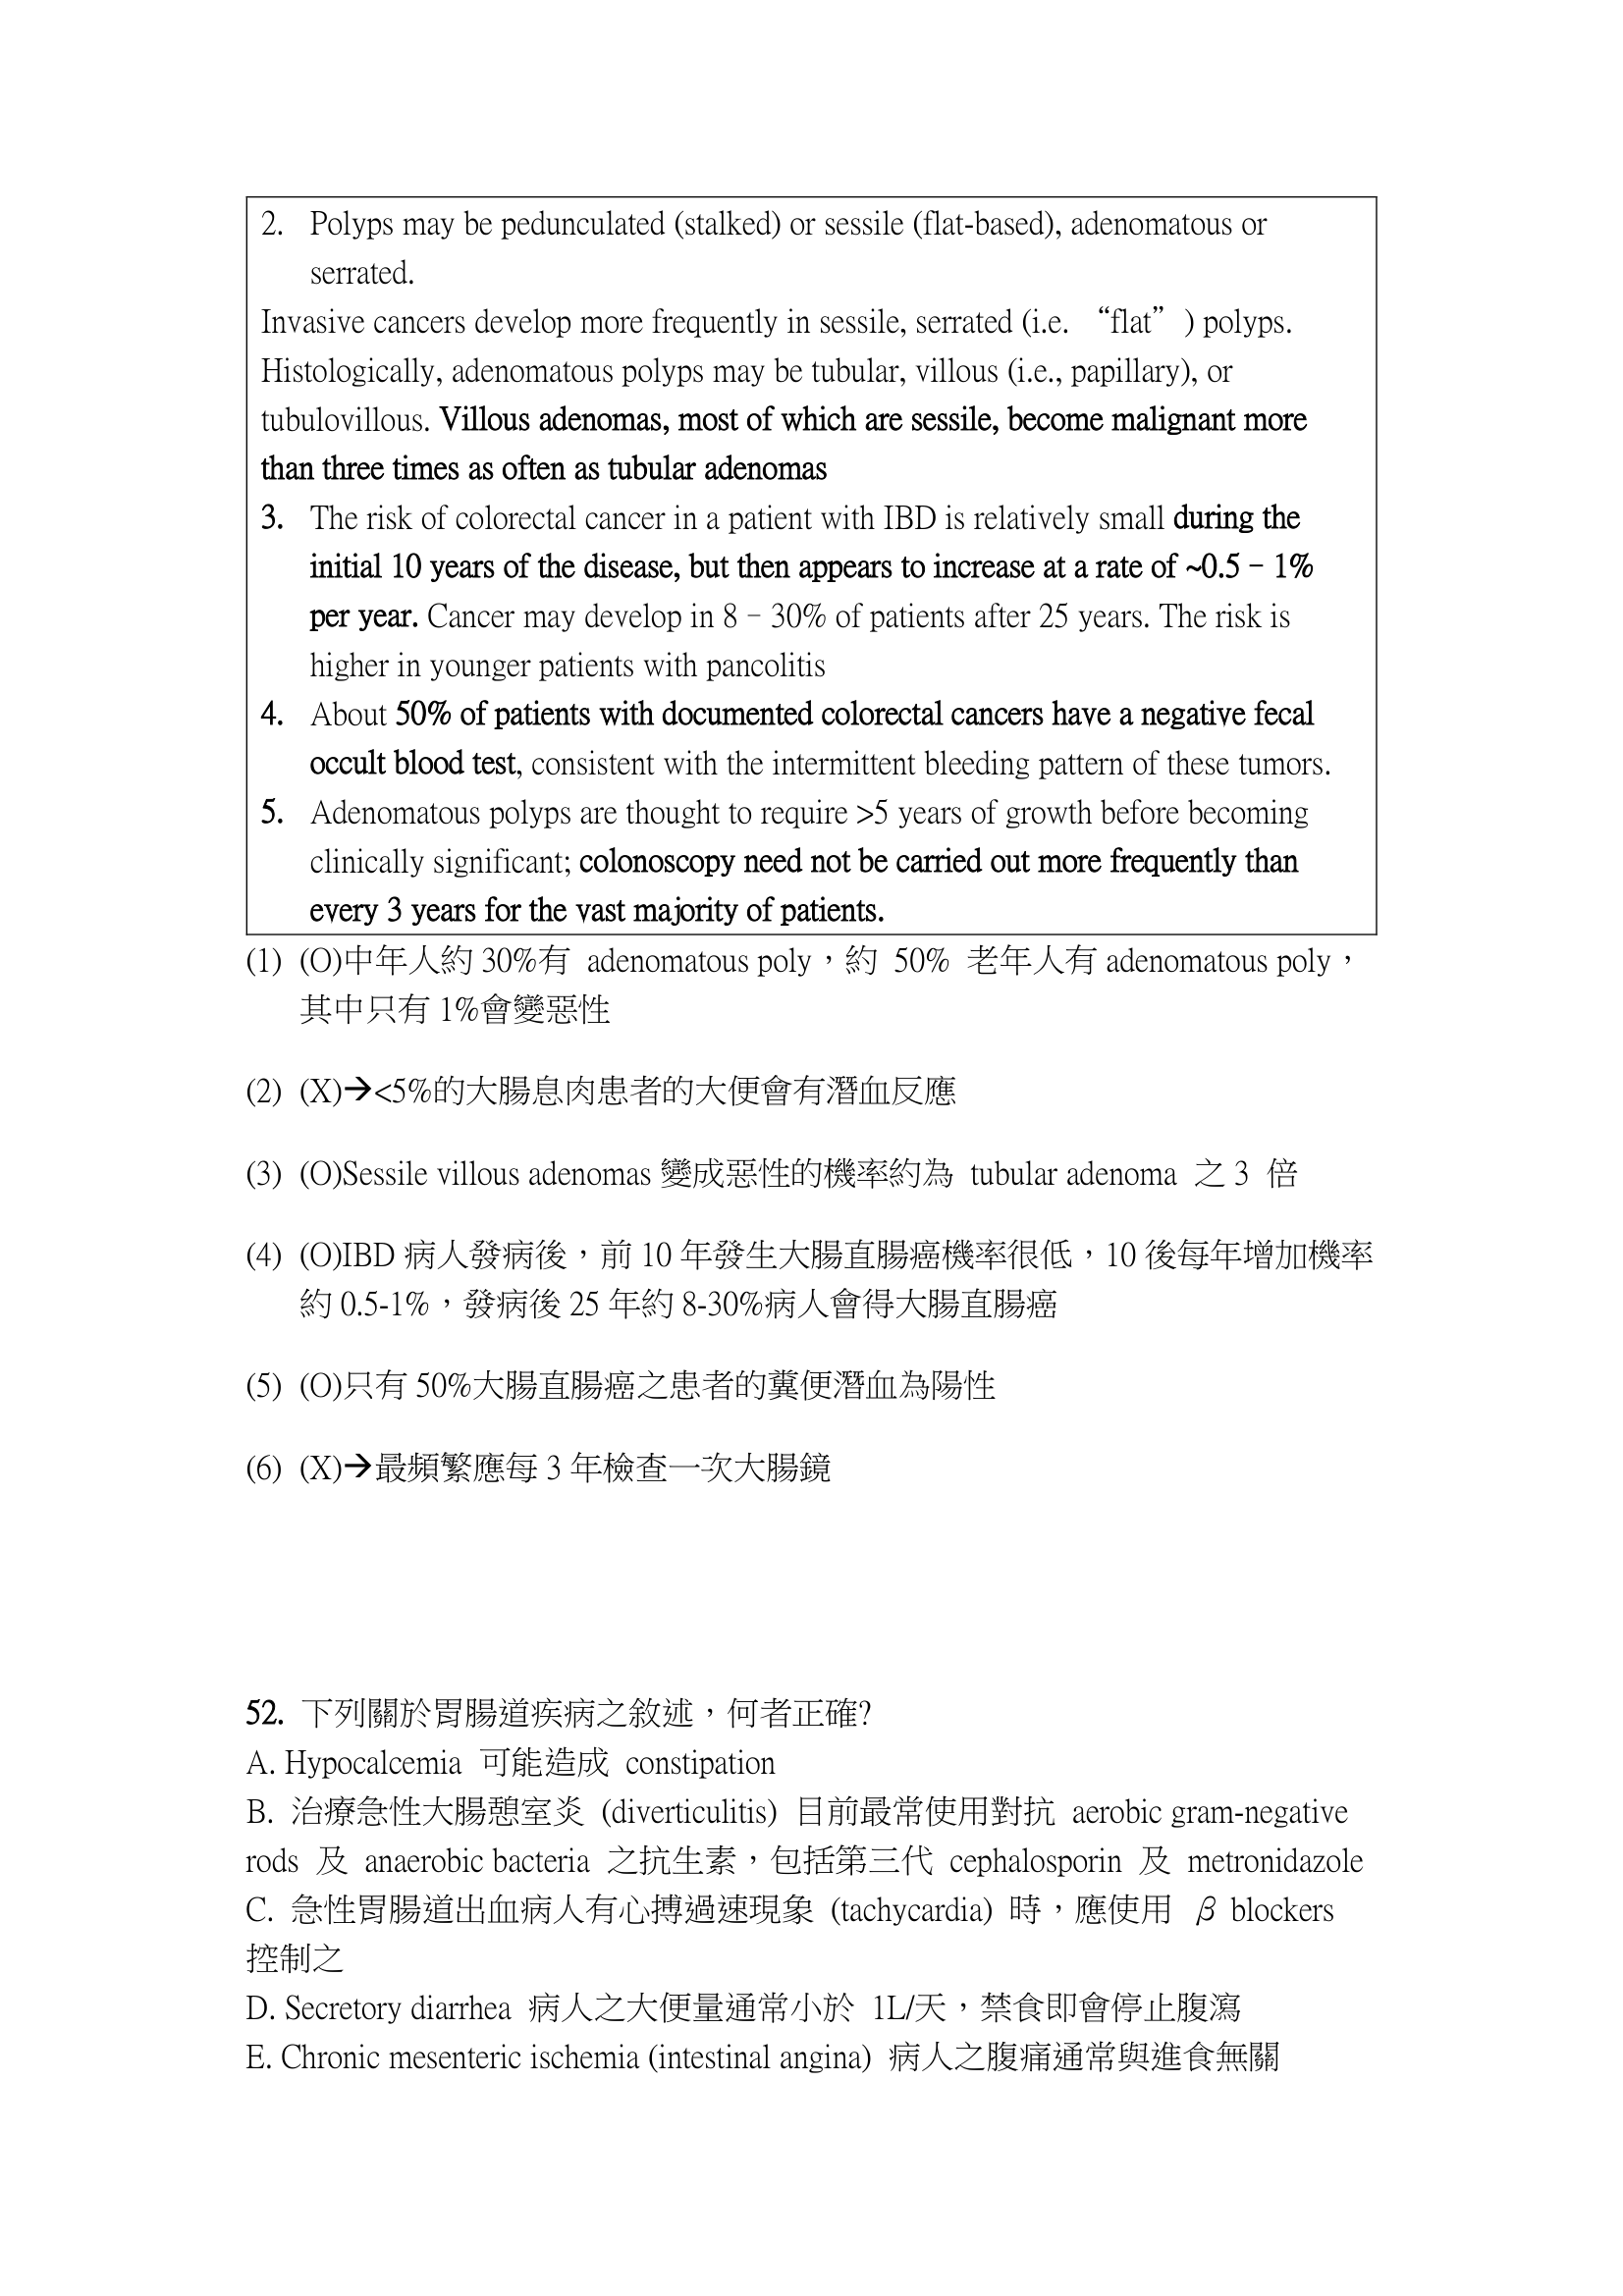 2. Polyps may be pedunculated (stalked) or sessile (flat-based), adenomatous or
serrated.
Invasive cancers develop more frequently in sessile, serrated (i.e. “flat” ) polyps.
Histologically, adenomatous polyps may be tubular, villous (i.e., papillary), or
tubulovillous. Villous adenomas, most of which are sessile, become malignant more
than three times as often as tubular adenomas
3. The risk of colorectal cancer in a patient with IBD is relatively small during the
initial 10 years of the disease, but then appears to increase at a rate of ~0.5 – 1%
per year. Cancer may develop in 8 – 30% of patients after 25 years. The risk is
higher in younger patients with pancolitis
4. About 50% of patients with documented colorectal cancers have a negative fecal
occult blood test, consistent with the intermittent bleeding pattern of these tumors.
5. Adenomatous polyps are thought to require >5 years of growth before becoming
clinically significant; colonoscopy need not be carried out more frequently than
every 3 years for the vast majority of patients.
(1) (O)中年人約 30%有 adenomatous poly，約 50% 老年人有 adenomatous poly，
其中只有 1%會變惡性
(2) (X)→<5%的大腸息肉患者的大便會有潛血反應
(3) (O)Sessile villous adenomas 變成惡性的機率約為 tubular adenoma 之 3 倍
(4) (O)IBD 病人發病後，前 10 年發生大腸直腸癌機率很低，10 後每年增加機率
約 0.5-1%，發病後 25 年約 8-30%病人會得大腸直腸癌
(5) (O)只有 50%大腸直腸癌之患者的糞便潛血為陽性
(6) (X)→最頻繁應每 3 年檢查一次大腸鏡
52. 下列關於胃腸道疾病之敘述，何者正確?
A. Hypocalcemia 可能造成 constipation
B. 治療急性大腸憩室炎 (diverticulitis) 目前最常使用對抗 aerobic gram-negative
rods 及 anaerobic bacteria 之抗生素，包括第三代 cephalosporin 及 metronidazole
C. 急性胃腸道出血病人有心搏過速現象 (tachycardia) 時，應使用 β blockers
控制之
D. Secretory diarrhea 病人之大便量通常小於 1L/天，禁食即會停止腹瀉
E. Chronic mesenteric ischemia (intestinal angina) 病人之腹痛通常與進食無關